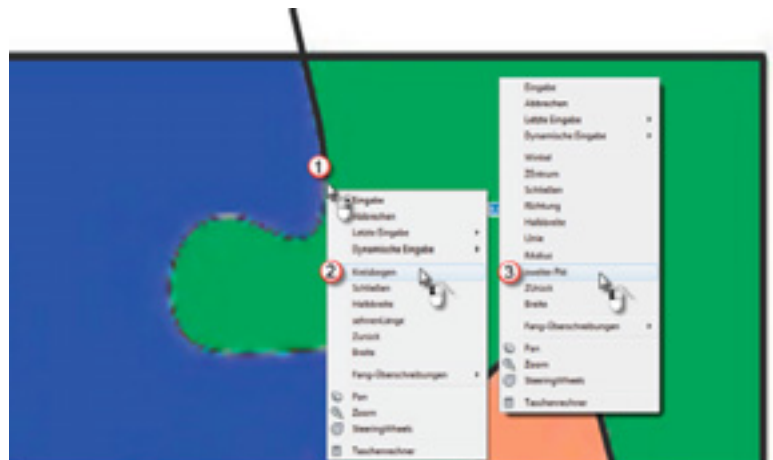 1
Eingabe
Abbrechen
Letzte Eingabe
Dynamische Eingabe
2
Kreisbogen
Schließen
Halbbreite
sehnenLänge
Zurück
Breite
Fang-Überschreibungen
Pan
Zoom
SteeringWheels
Taschenrechner
Eingabe
Abbrechen
Letzte Eingabe
Dynamische Eingabe
Winkel
ZEntrum
Schließen
RIchtung
Halbbreite
LInie
RAdius
3
zweiter Pkt
ZUrück
Breite
Fang-Überschreibungen
Pan
Zoom
SteeringWheels
Taschenrechner